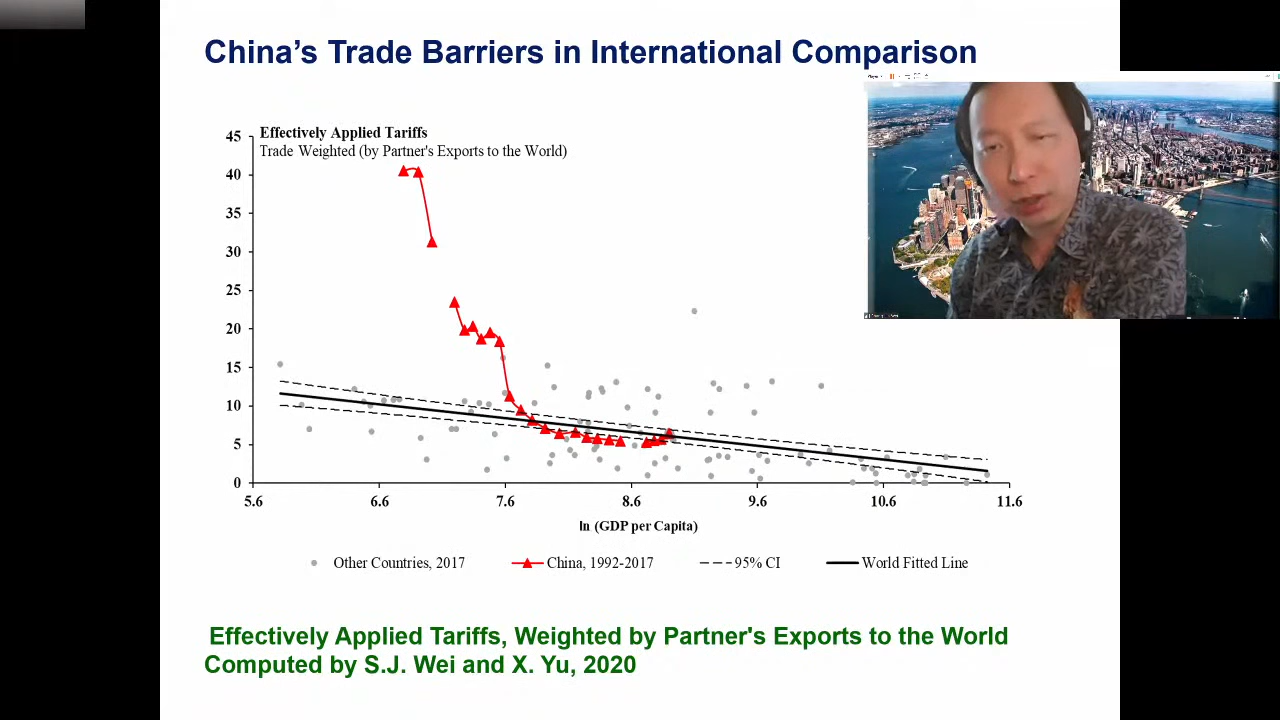 China's Trade Barriers in International Comparison
Effectively Applied Tariffs
Trade Weighted (by Partner's Exports to the World)
45
40
35
30
25
20
15
10
5
0
5.6 6.6 7.6 8.6 9.6 10.6 11.6
ln (GDP per Capita)
Other Countries, 2017 China, 1992-2017 95% CI World Fitted Line
Effectively Applied Tariffs, Weighted by Partner's Exports to the World
Computed by S.J. Wei and X. Yu, 2020